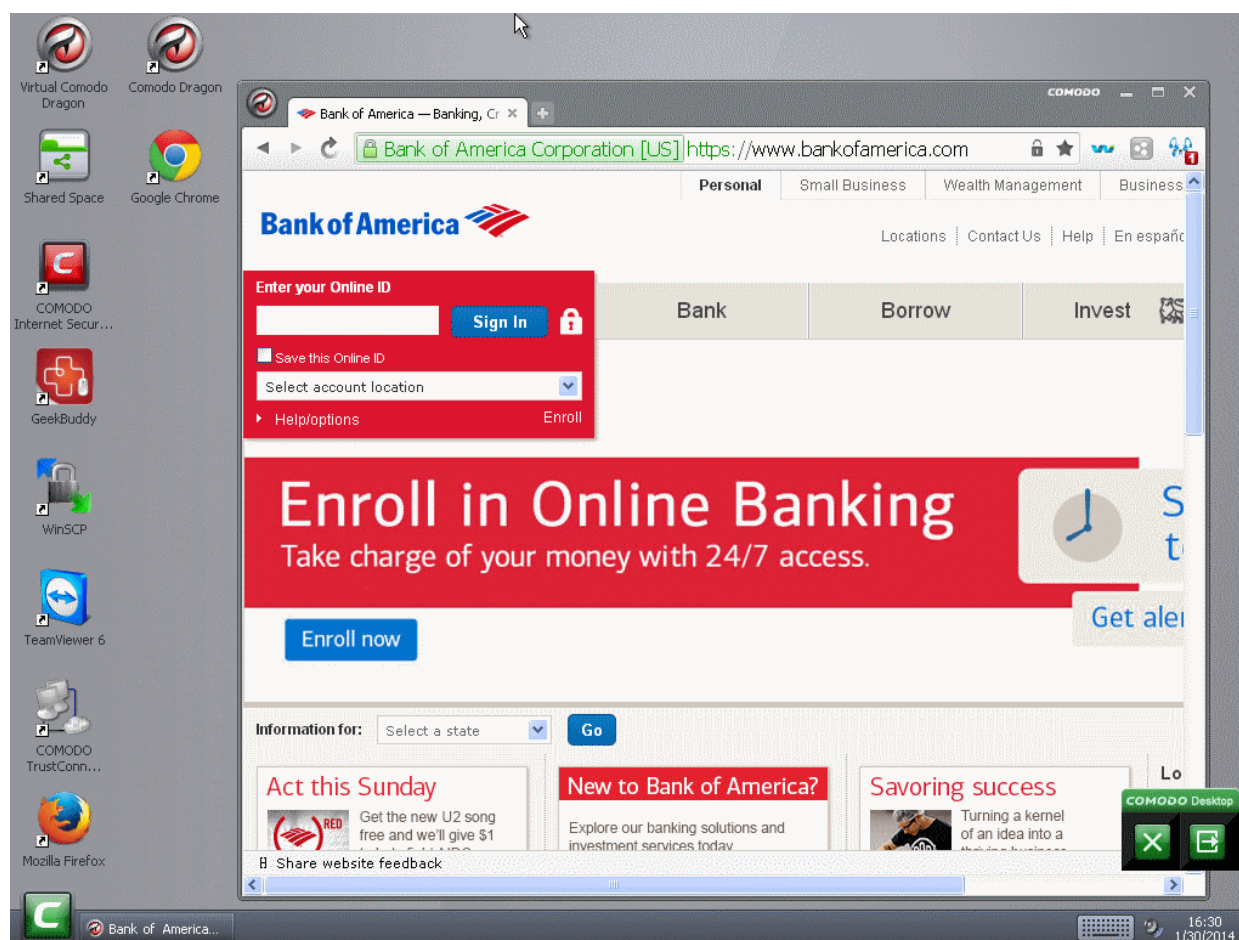 Virtual Comodo
Dragon
Comodo Dragon
Shared Space
Google Chrome
COMODO
Internet Secur...
GeekBuddy
WinSCP
TeamViewer 6
COMODO
TrustConn...
Mozilla Firefox
COMODO
Bank of America — Banking, Cr
Bank of America Corporation [US] https://www.bankofamerica.com
1
Personal
Small Business
Wealth Management
Business
Bank of America
Locations
Contact Us
Help
En españo
Enter your Online ID
Sign In
Save this Online ID
Select account location
Help/options
Enroll
Bank
Borrow
Invest
Enroll in Online Banking
Take charge of your money with 24/7 access.
S
t
Get aler
Enroll now
Information for:
Select a state
Go
Act this Sunday
RED
Get the new U2 song
free and we'll give $1
New to Bank of America?
Explore our banking solutions and
investment services today
Savoring success
Turning a kernel
of an idea into a
Lo
COMODO Desktop
Share website feedback
Bank of America...
16:30
1/30/2014